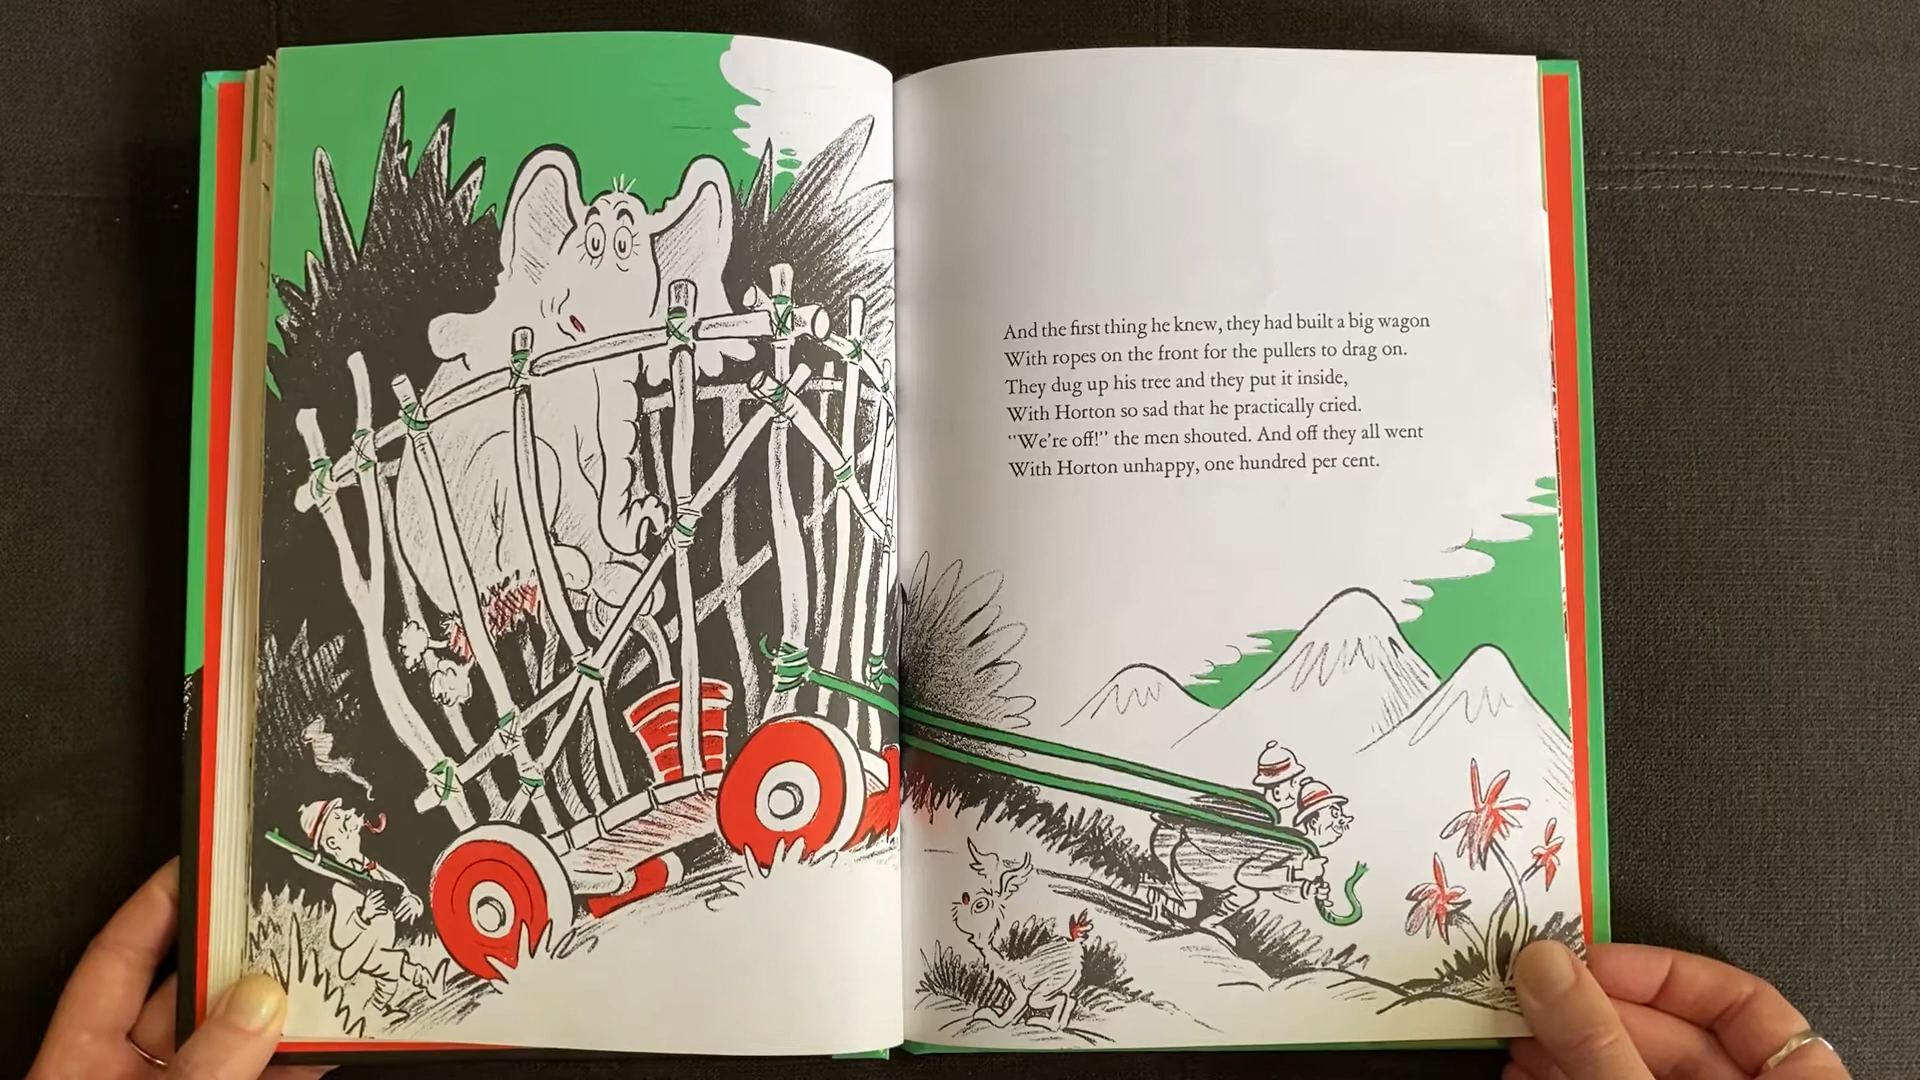 And the first thing he knew, they had built a big wagon
With ropes on the front for the pullers to drag on.
They dug up his tree and they put it inside,
With Horton so sad that he practically cried.
“We’re off!” the men shouted. And off they all went
With Horton unhappy, one hundred per cent.